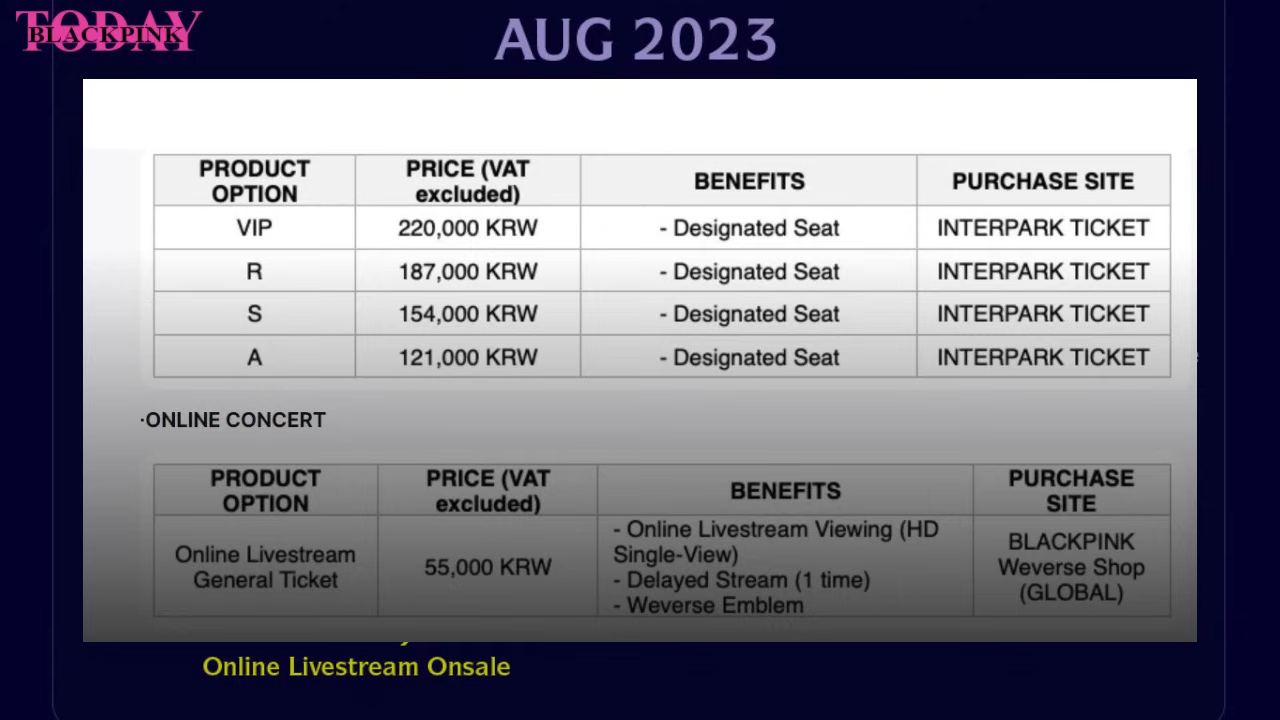 TODAY
BLACKPINK
AUG 2023
PRODUCT OPTION PRICE (VAT excluded) BENEFITS PURCHASE SITE
VIP 220,000 KRW - Designated Seat INTERPARK TICKET
R 187,000 KRW - Designated Seat INTERPARK TICKET
S 154,000 KRW - Designated Seat INTERPARK TICKET
A 121,000 KRW - Designated Seat INTERPARK TICKET
·ONLINE CONCERT
PRODUCT OPTION PRICE (VAT excluded) BENEFITS PURCHASE SITE
Online Livestream General Ticket 55,000 KRW - Online Livestream Viewing (HD Single-View)
- Delayed Stream (1 time)
- Weverse Emblem
BLACKPINK Weverse Shop (GLOBAL)
Online Livestream Onsale